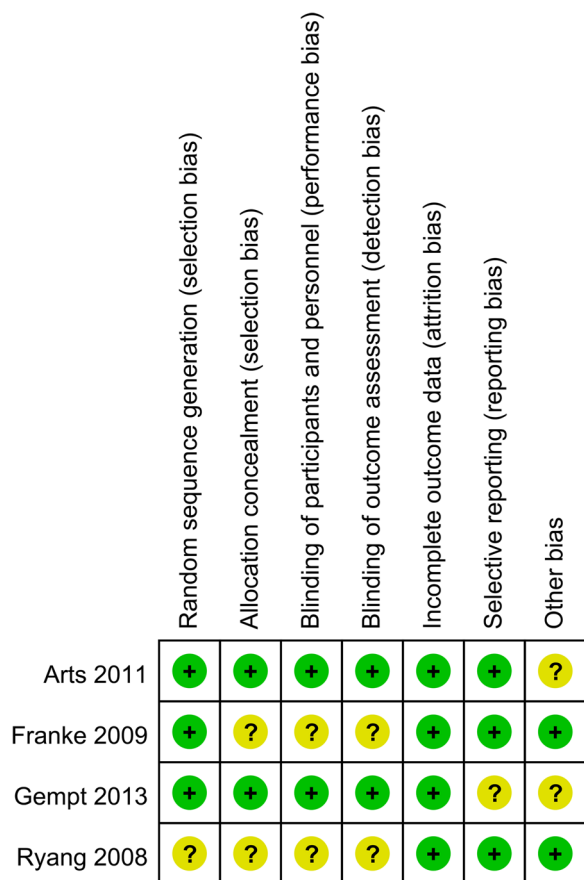 Random sequence generation (selection bias)
Allocation concealment (selection bias)
Blinding of participants and personnel (performance bias)
Blinding of outcome assessment (detection bias)
Incomplete outcome data (attrition bias)
Selective reporting (reporting bias)
Other bias
Arts 2011 + + + + + + ?
Franke 2009 + ? ? ? + + +
Gempt 2013 + + + + + ? ?
Ryang 2008 ? ? ? ? + + +